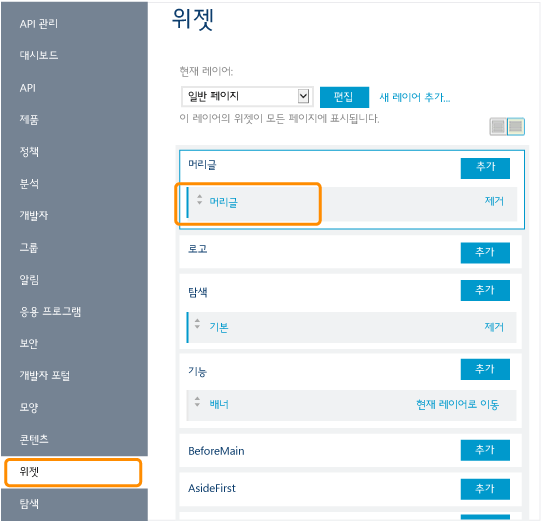 API 관리
대시보드
API
제품
정책
분석
개발자
그룹
알림
응용 프로그램
보안
개발자 포털
모양
콘텐츠
위젯
탐색
위젯
현재 레이어:
일반 페이지
편집
새 레이어 추가...
이 레이어의 위젯이 모든 페이지에 표시됩니다.
머리글
추가
머리글
제거
로고
추가
탐색
추가
기본
제거
기능
추가
배너
현재 레이어로 이동
BeforeMain
추가
AsideFirst
추가